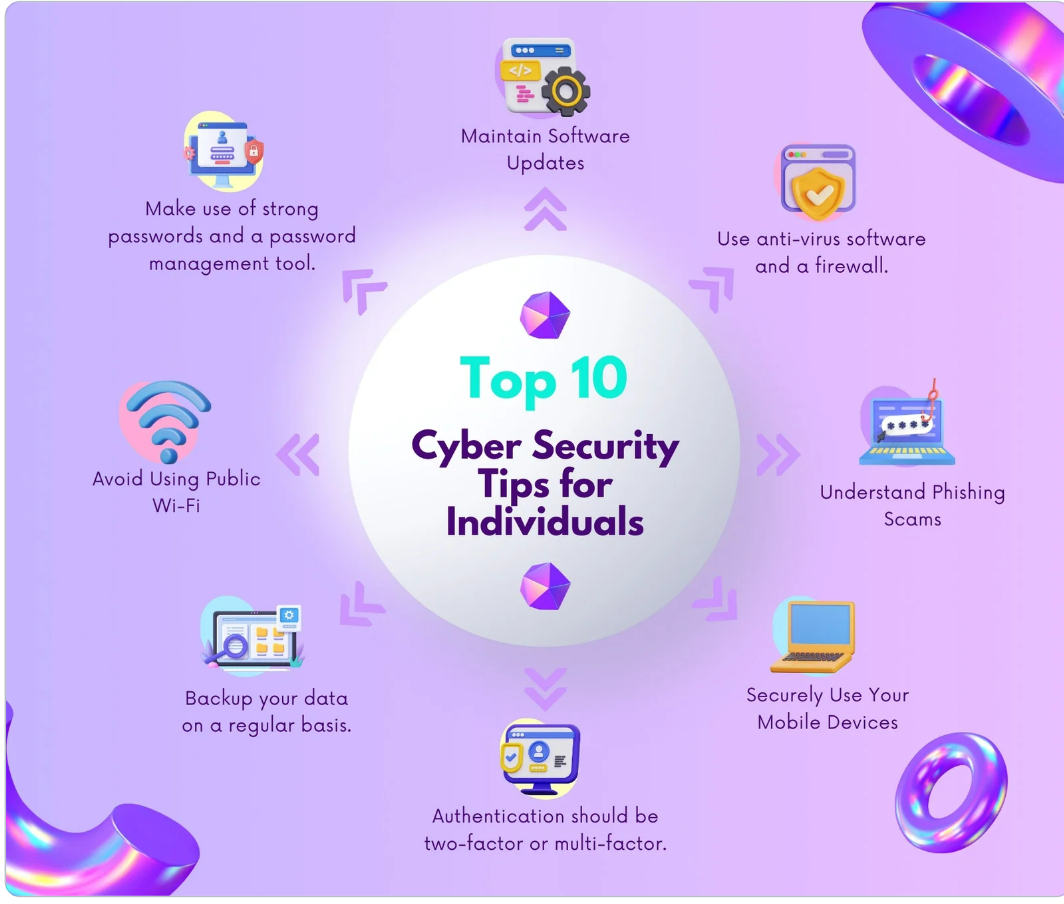 Top 10
Cyber Security
Tips for
Individuals
Maintain Software
Updates
Use anti-virus software
and a firewall.
Understand Phishing
Scams
Securely Use Your
Mobile Devices
Authentication should be
two-factor or multi-factor.
Backup your data
on a regular basis.
Avoid Using Public
Wi-Fi
Make use of strong
passwords and a password
management tool.